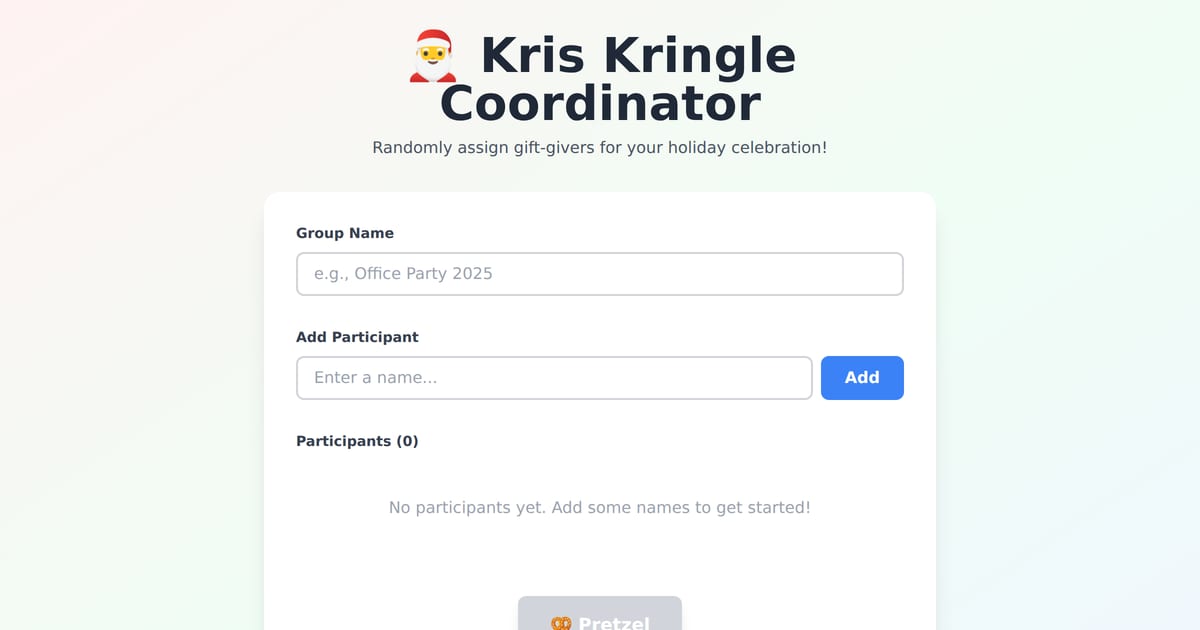 Kris Kringle
Coordinator
Randomly assign gift-givers for your holiday celebration!
Group Name
e.g., Office Party 2025
Add Participant
Enter a name...
Add
Participants (0)
No participants yet. Add some names to get started!
Pretzel